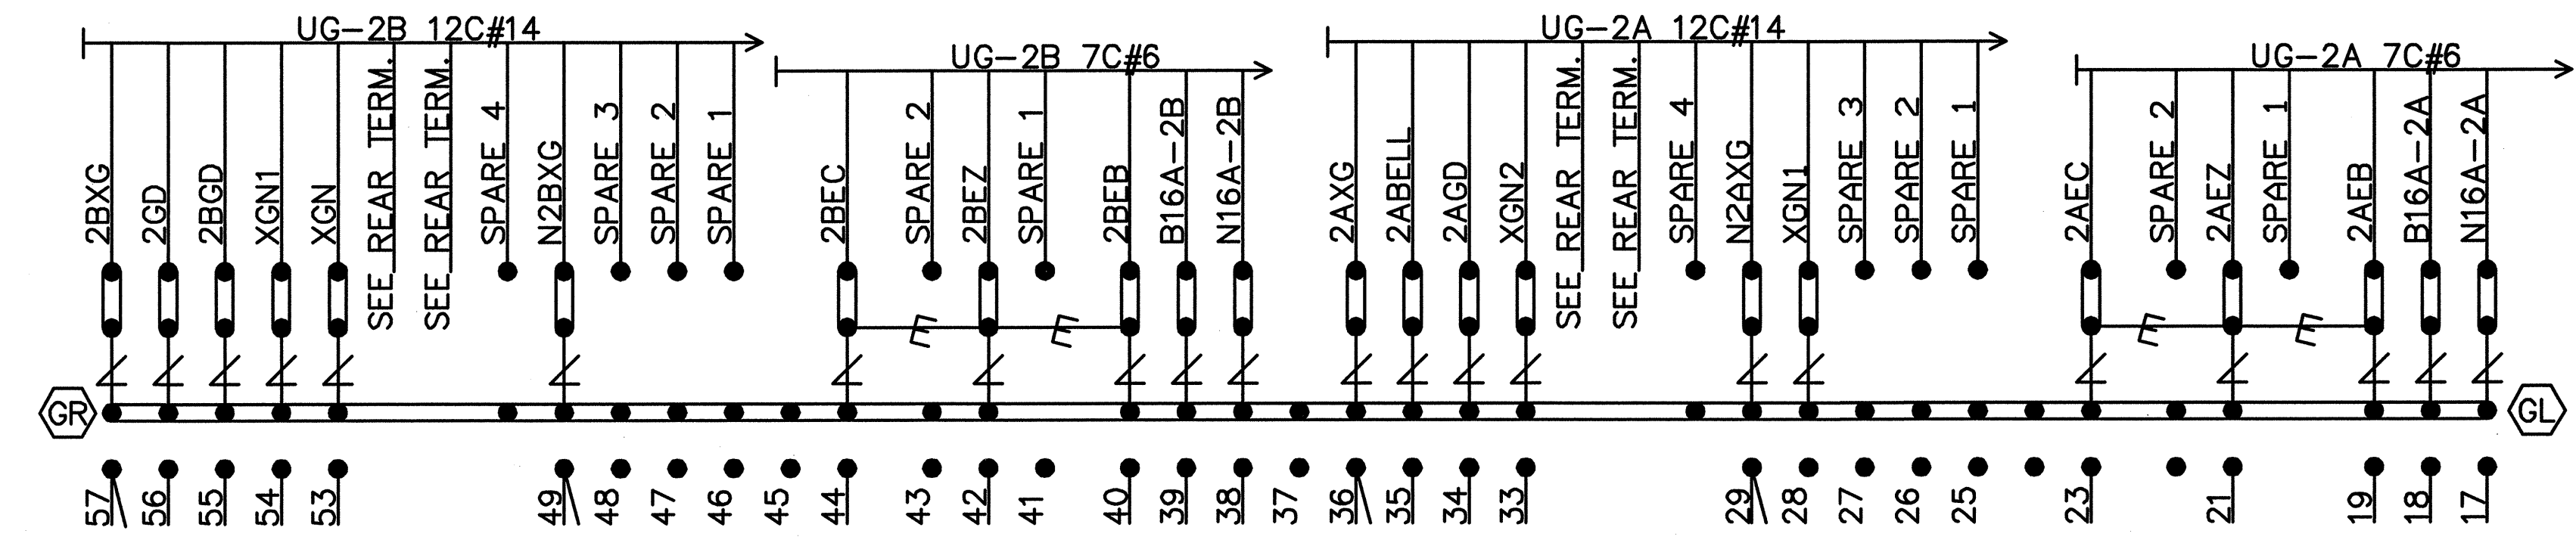 UG-2B 12C#14
UG-2B 7C#6
UG-2A 12C#14
UG-2A 7C#6
2BXG
2GD
2BGD
XGN1
XGN
SEE REAR TERM.
SEE REAR TERM.
SPARE 4
N2BXG
SPARE 3
SPARE 2
SPARE 1
2BEC
SPARE 2
2BEZ
SPARE 1
2BEB
B16A-2B
N16A-2B
2AXG
2ABELL
2AGD
XGN2
SEE REAR TERM.
SEE REAR TERM.
SPARE 4
N2AXG
XGN1
SPARE 3
SPARE 2
SPARE 1
2AEC
SPARE 2
2AEZ
SPARE 1
2AEB
B16A-2A
N16A-2A
E E E E
GR
GL
57 56 55 54 53 49 48 47 46 45 44 43 42 41 40 39 38 37 36 35 34 33 29 28 27 26 25 23 21 19 18 17